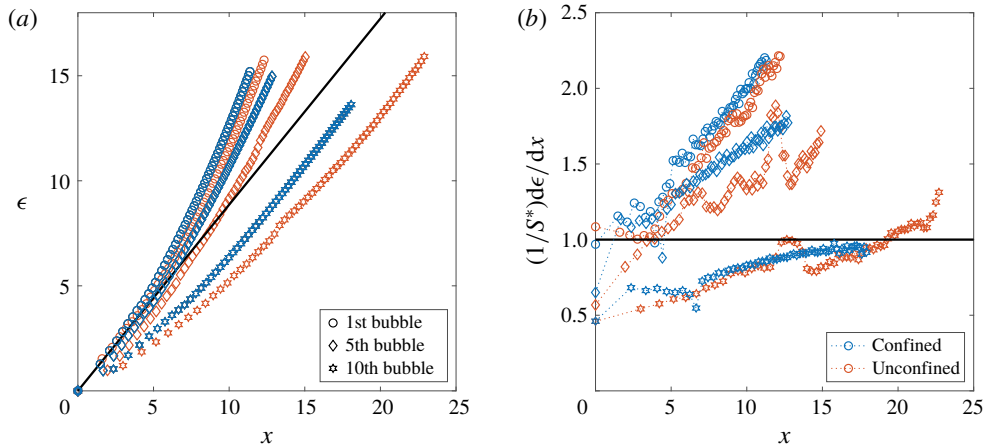 (a)
15
10
5
0
ϵ
5
10
15
20
25
x
1st bubble
5th bubble
10th bubble
(b)
2.5
2.0
1.5
1.0
0.5
(1/S*)dϵ/dx
0
5
10
15
20
25
x
Confined
Unconfined